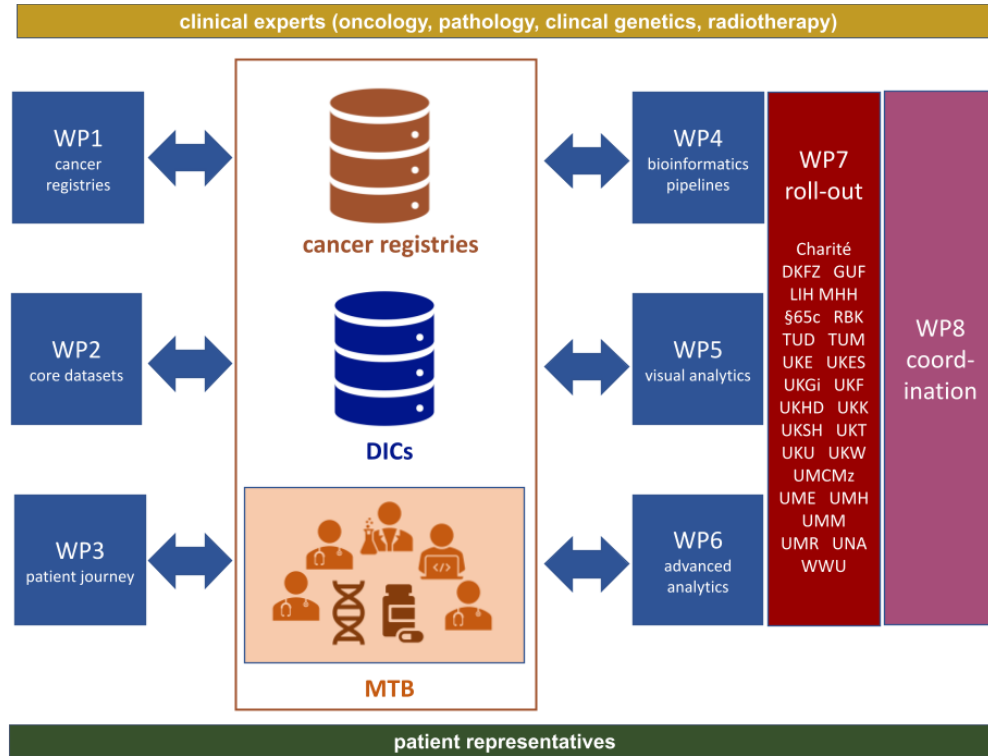 clinical experts (oncology, pathology, clincal genetics, radiotherapy)
WP1
cancer
registries
WP2
core datasets
WP3
patient journey
cancer registries
DICs
</>
MTB
WP4
bioinformatics
pipelines
WP5
visual analytics
WP6
advanced
analytics
WP7
roll-out
Charité
DKFZ GUF
LIH MHH
§65c RBK
TUD TUM
UKE UKES
UKGi UKF
UKHD UKK
UKSH UKT
UKU UKW
UMCMz
UME UMH
UMM
UMR UNA
WWU
WP8
coord-
ination
patient representatives